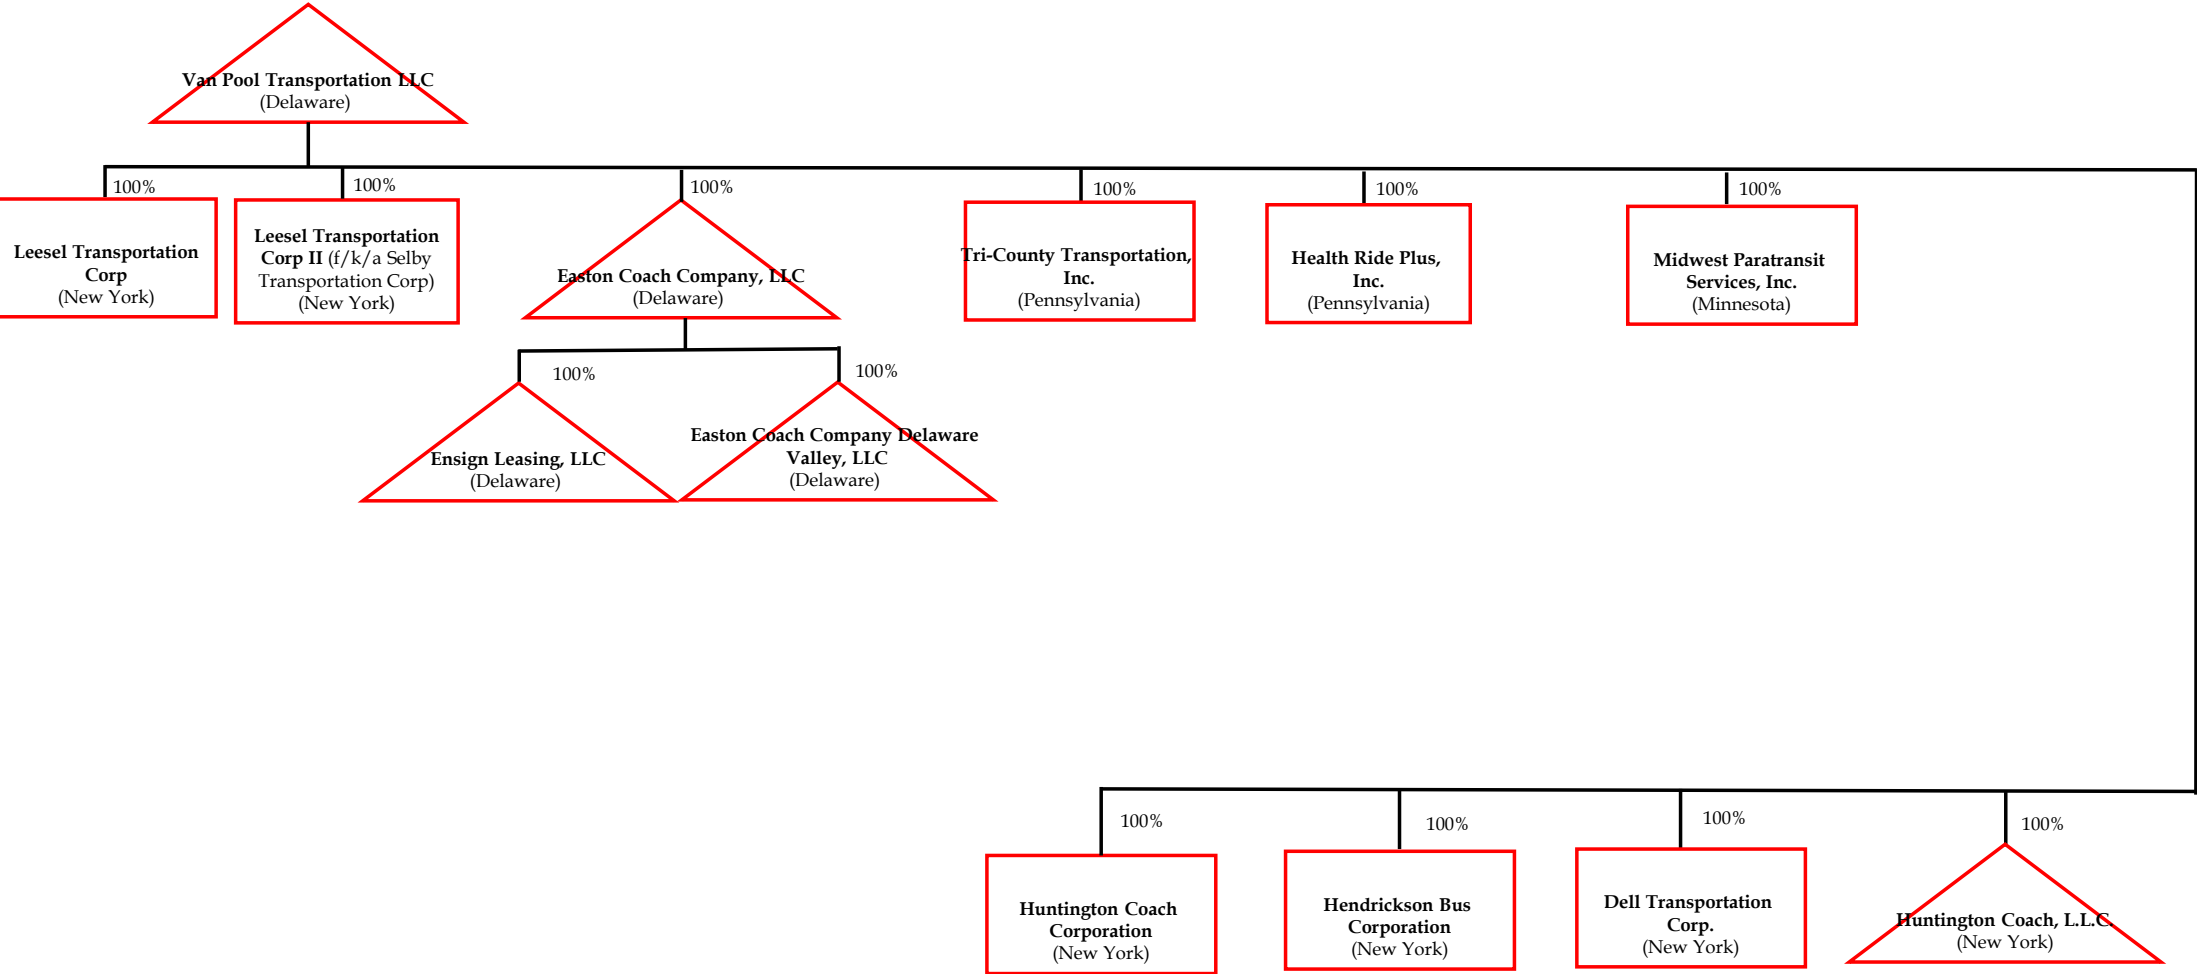 Van Pool Transportation LLC
(Delaware)
100%
Leesel Transportation
Corp
(New York)
100%
Leesel Transportation
Corp II (f/k/a Selby
Transportation Corp)
(New York)
100%
Easton Coach Company, LLC
(Delaware)
100%
Tri-County Transportation,
Inc.
(Pennsylvania)
100%
Health Ride Plus,
Inc.
(Pennsylvania)
100%
Midwest Paratransit
Services, Inc.
(Minnesota)
100%
Ensign Leasing, LLC
(Delaware)
100%
Easton Coach Company Delaware
Valley, LLC
(Delaware)
100%
Huntington Coach
Corporation
(New York)
100%
Hendrickson Bus
Corporation
(New York)
100%
Dell Transportation
Corp.
(New York)
100%
Huntington Coach, L.L.C.
(New York)